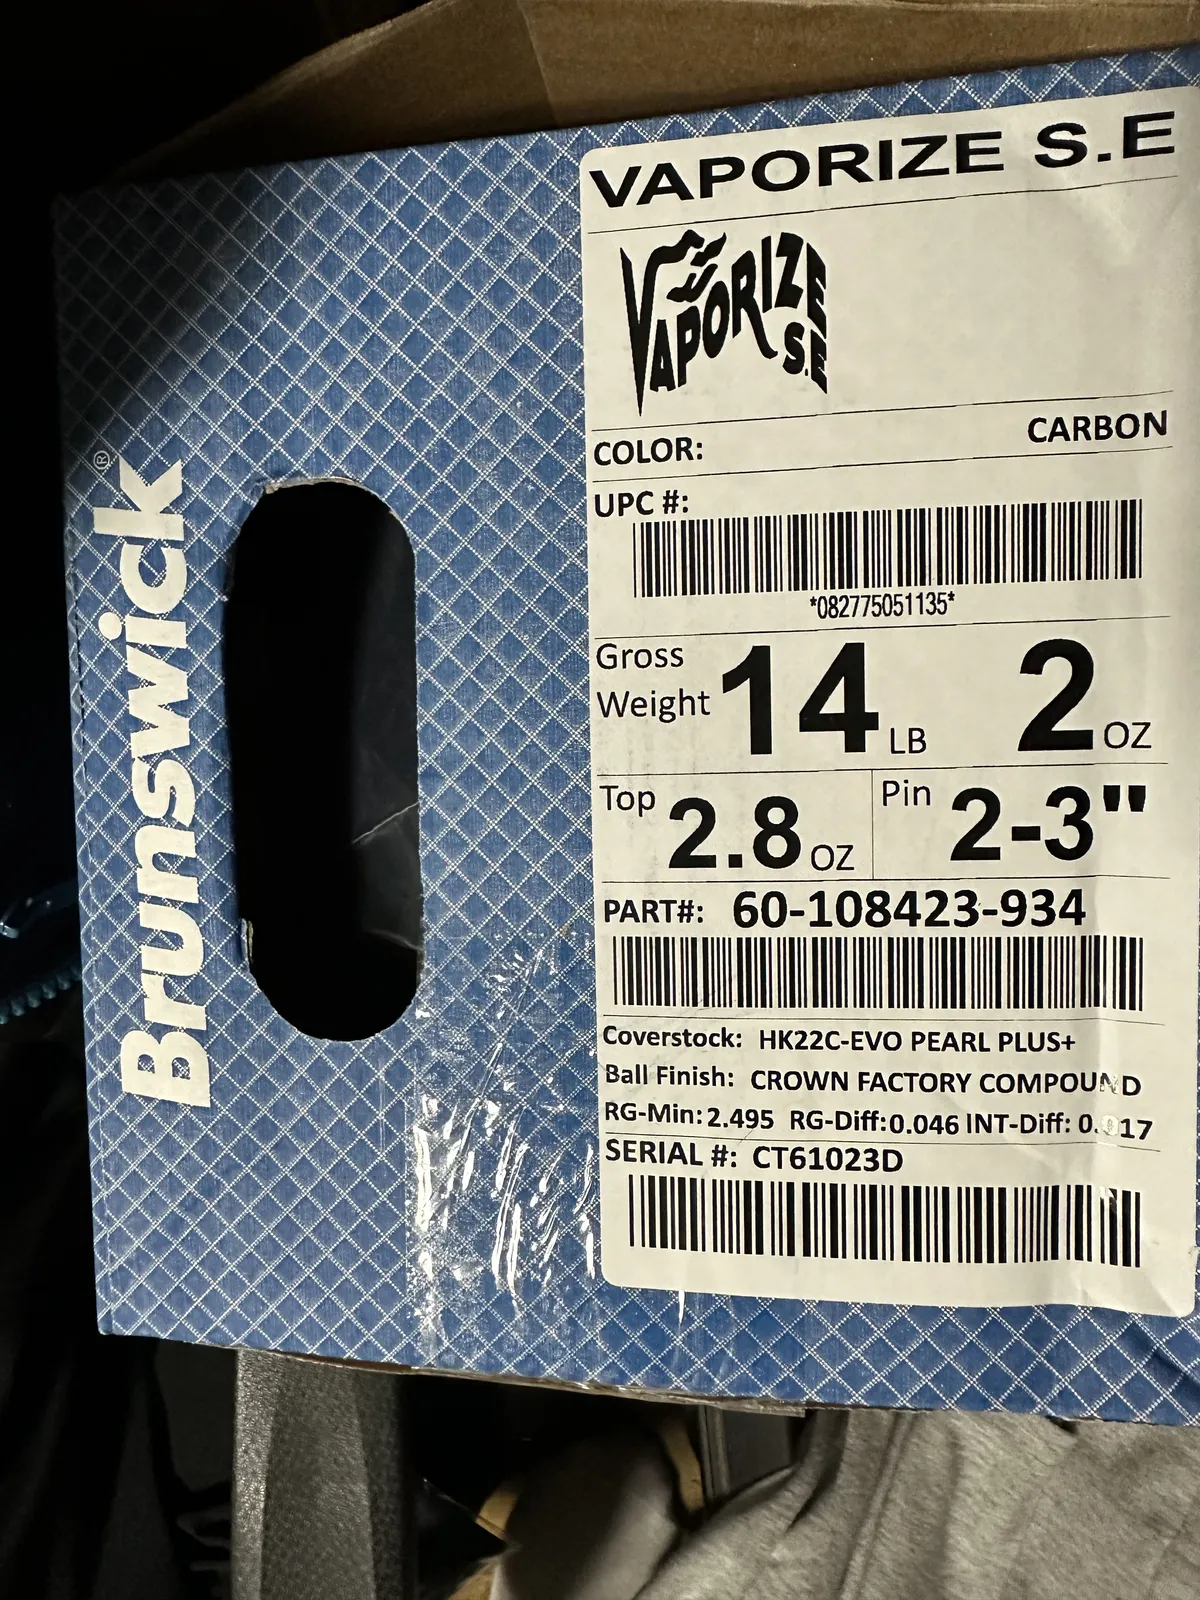 Brunswick®
VAPORIZE S.E
VAPORIZE
S.E
COLOR: CARBON
UPC #:
*082775051135*
Gross
Weight 14 LB 2 OZ
Top 2.8 OZ Pin 2-3"
PART#: 60-108423-934
Coverstock: HK22C-EVO PEARL PLUS+
Ball Finish: CROWN FACTORY COMPOUND
RG-Min: 2.495 RG-Diff: 0.046 INT-Diff:
SERIAL #: CT61023D